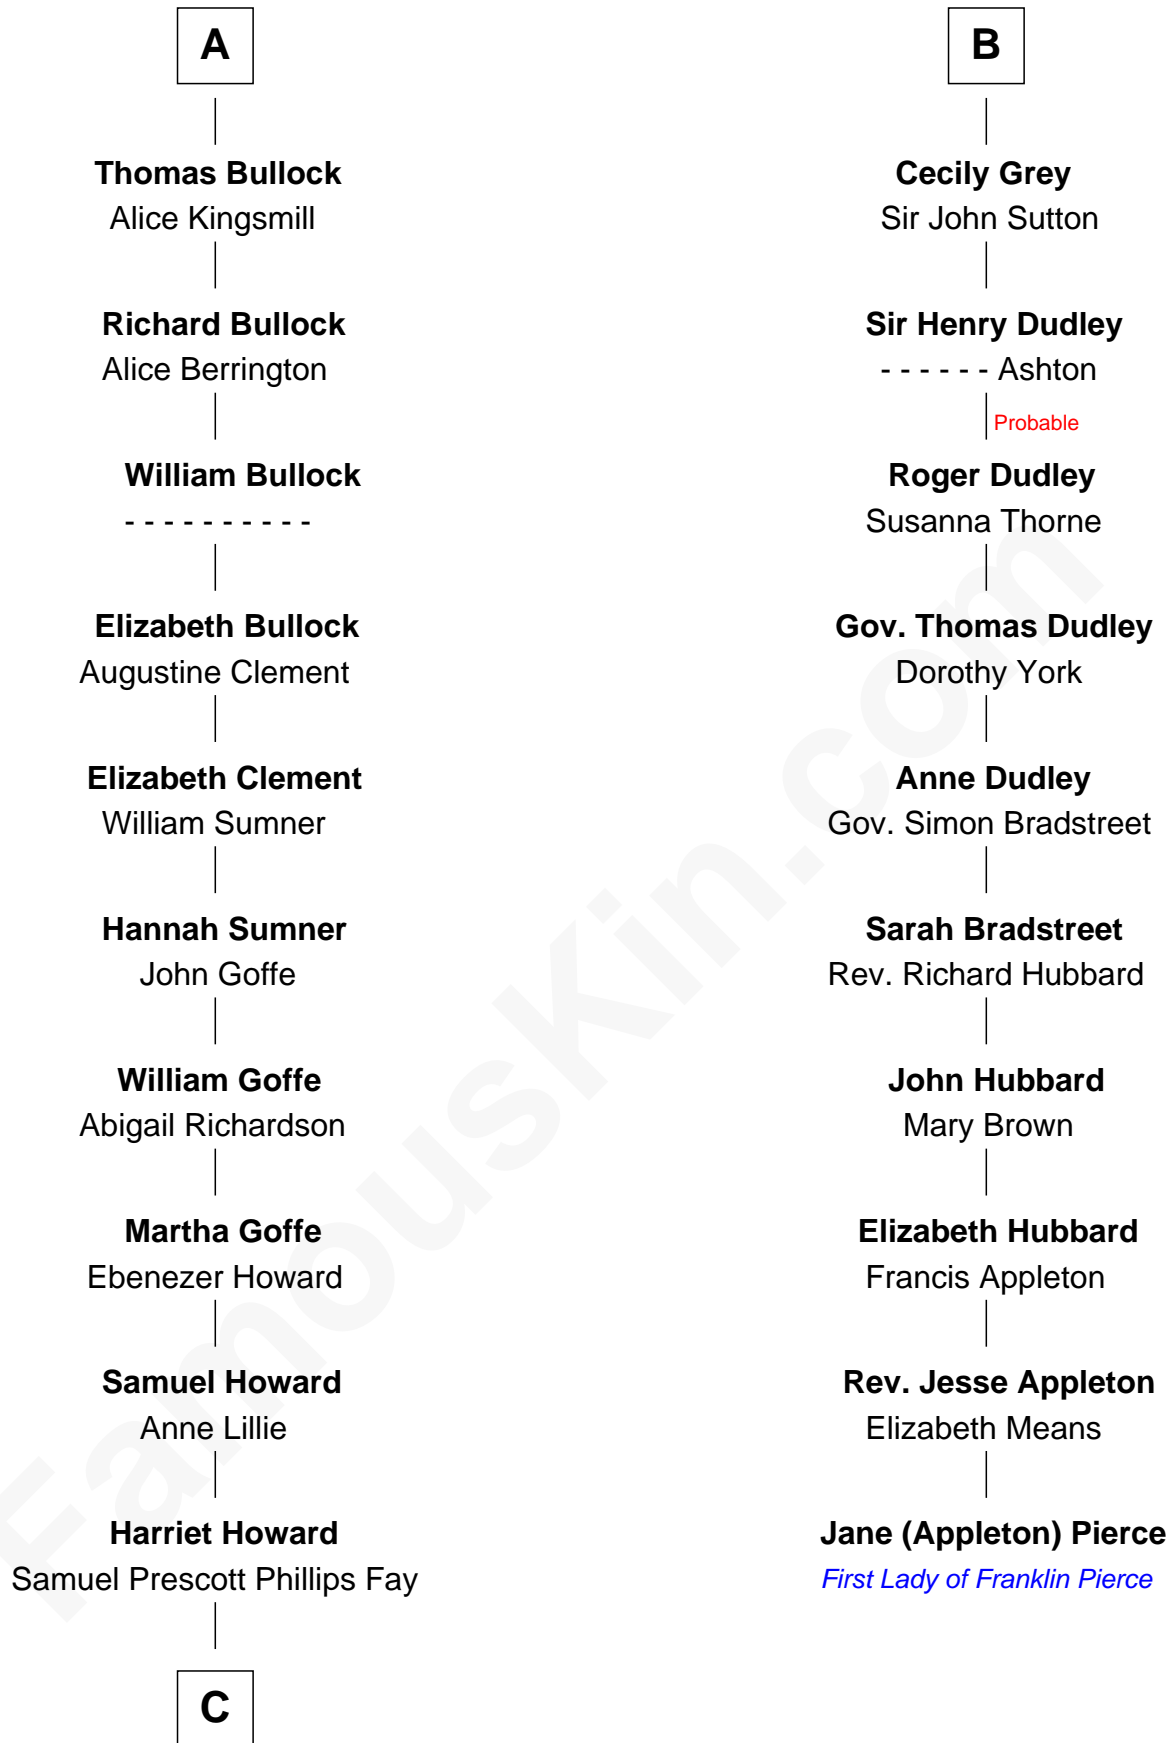 A
Thomas Bullock
Alice Kingsmill
Richard Bullock
Alice Berrington
William Bullock
- - - - - - - - - -
Elizabeth Bullock
Augustine Clement
Elizabeth Clement
William Sumner
Hannah Sumner
John Goffe
William Goffe
Abigail Richardson
Martha Goffe
Ebenezer Howard
Samuel Howard
Anne Lillie
Harriet Howard
Samuel Prescott Phillips Fay
C
B
Cecily Grey
Sir John Sutton
Sir Henry Dudley
- - - - - - Ashton
Probable
Roger Dudley
Susanna Thorne
Gov. Thomas Dudley
Dorothy York
Anne Dudley
Gov. Simon Bradstreet
Sarah Bradstreet
Rev. Richard Hubbard
John Hubbard
Mary Brown
Elizabeth Hubbard
Francis Appleton
Rev. Jesse Appleton
Elizabeth Means
Jane (Appleton) Pierce
First Lady of Franklin Pierce
FamousKin.com